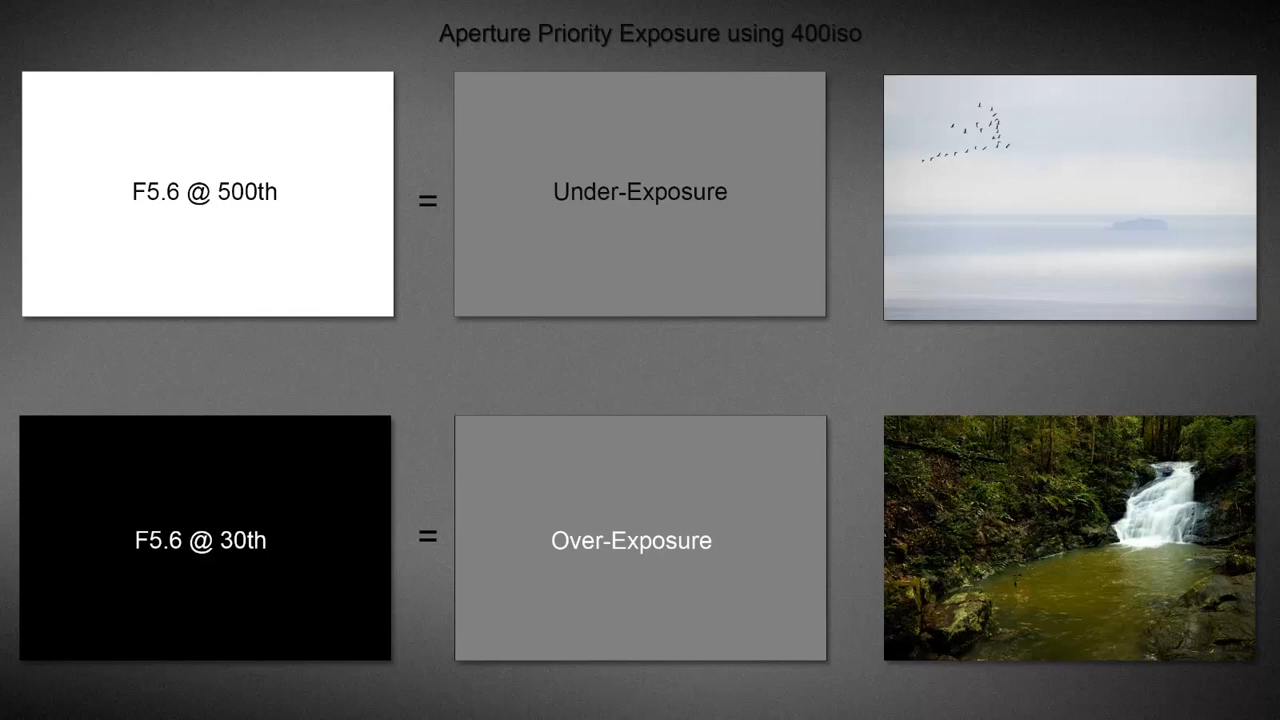 Aperture Priority Exposure using 400iso
F5.6 @ 500th
=
Under-Exposure
F5.6 @ 30th
=
Over-Exposure